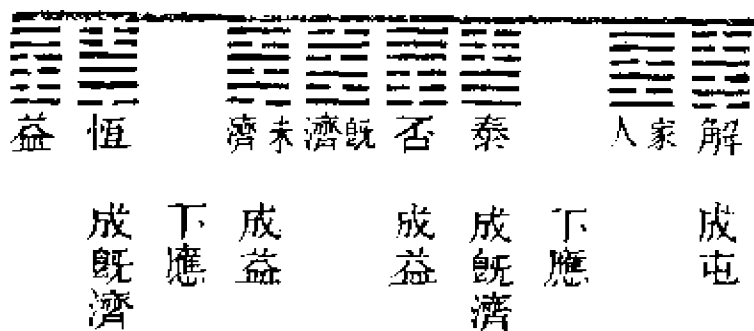 解 成屯
家人
下應
泰 成既濟
否 成益
既濟
未濟 成益
下應
恆 成既濟
益